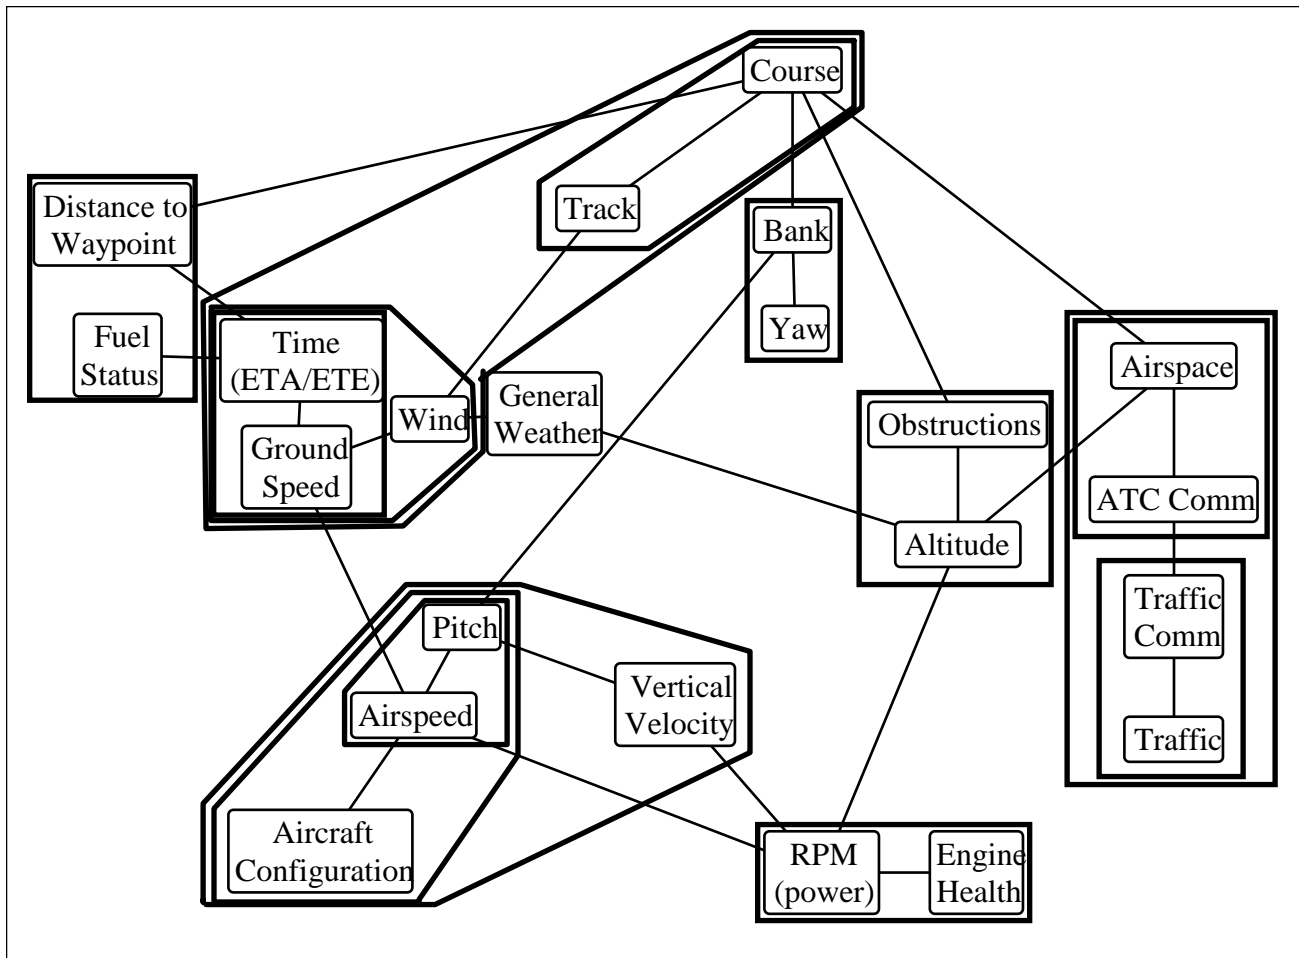 Course
Distance to
Waypoint
Track
Bank
Yaw
Fuel
Status
Time
(ETA/ETE)
Airspace
General
Weather
Wind
Obstructions
Ground
Speed
ATC Comm
Altitude
Traffic
Comm
Pitch
Vertical
Velocity
Airspeed
Traffic
Aircraft
Configuration
RPM
(power)
Engine
Health